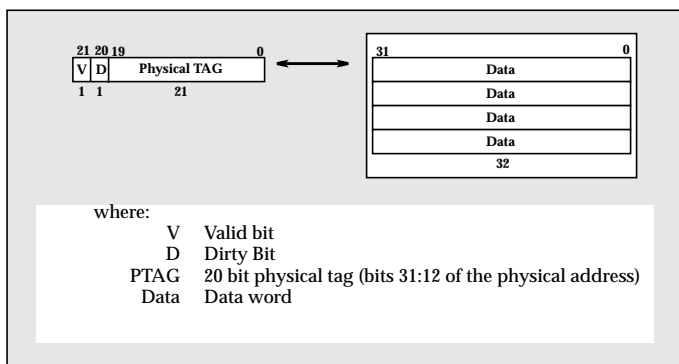 21 20 19 0
V D Physical TAG
1 1 21
31 0
Data
Data
Data
Data
32
where:
V Valid bit
D Dirty Bit
PTAG 20 bit physical tag (bits 31:12 of the physical address)
Data Data word